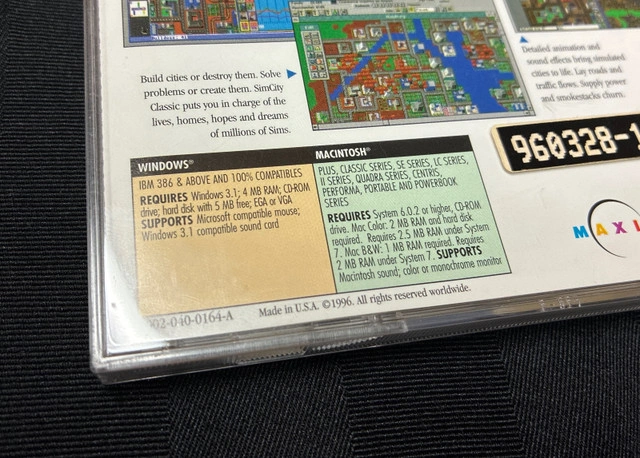 Build cities or destroy them. Solve
problems or create them. SimCity
Classic puts you in charge of the
lives, homes, hopes and dreams
of millions of Sims.
Detailed animation and
sound effects bring simulated
cities to life. Lay roads and
traffic flows. Supply power
and smokestacks churn.
960328-1
WINDOWS®
IBM 386 & ABOVE AND 100% COMPATIBLES
REQUIRES Windows 3.1; 4 MB RAM; CD-ROM
drive; hard disk with 5 MB free; EGA or VGA
SUPPORTS Microsoft compatible mouse;
Windows 3.1 compatible sound card
MACINTOSH®
PLUS, CLASSIC SERIES, SE SERIES, LC SERIES,
II SERIES, QUADRA SERIES, CENTRIS,
PERFORMA, PORTABLE AND POWERBOOK
SERIES
REQUIRES System 6.0.2 or higher, CD-ROM
drive. Mac Color: 2 MB RAM and hard disk
required. Requires 2.5 MB RAM under System
7. Mac B&W: 1 MB RAM required. Requires
2 MB RAM under System 7. SUPPORTS
Macintosh sound; color or monochrome monitor
MAXI
02-040-0164-A
Made in U.S.A. ©1996. All rights reserved worldwide.